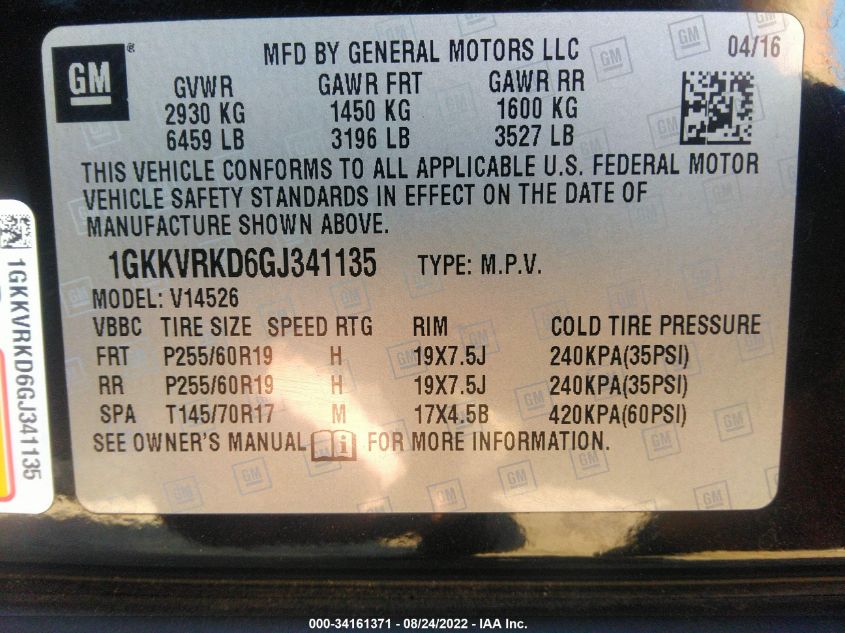 GM
®
MFD BY GENERAL MOTORS LLC
04/16
GVWR GAWR FRT GAWR RR
2930 KG 1450 KG 1600 KG
6459 LB 3196 LB 3527 LB
THIS VEHICLE CONFORMS TO ALL APPLICABLE U.S. FEDERAL MOTOR
VEHICLE SAFETY STANDARDS IN EFFECT ON THE DATE OF
MANUFACTURE SHOWN ABOVE.
1GKKVRKD6GJ341135 TYPE: M.P.V.
MODEL: V14526
VBBC TIRE SIZE SPEED RTG RIM COLD TIRE PRESSURE
FRT P255/60R19 H 19X7.5J 240KPA(35PSI)
RR P255/60R19 H 19X7.5J 240KPA(35PSI)
SPA T145/70R17 M 17X4.5B 420KPA(60PSI)
SEE OWNER'S MANUAL i FOR MORE INFORMATION.
1GKKVRKD6GJ341135
000-34161371 - 08/24/2022 - IAA Inc.